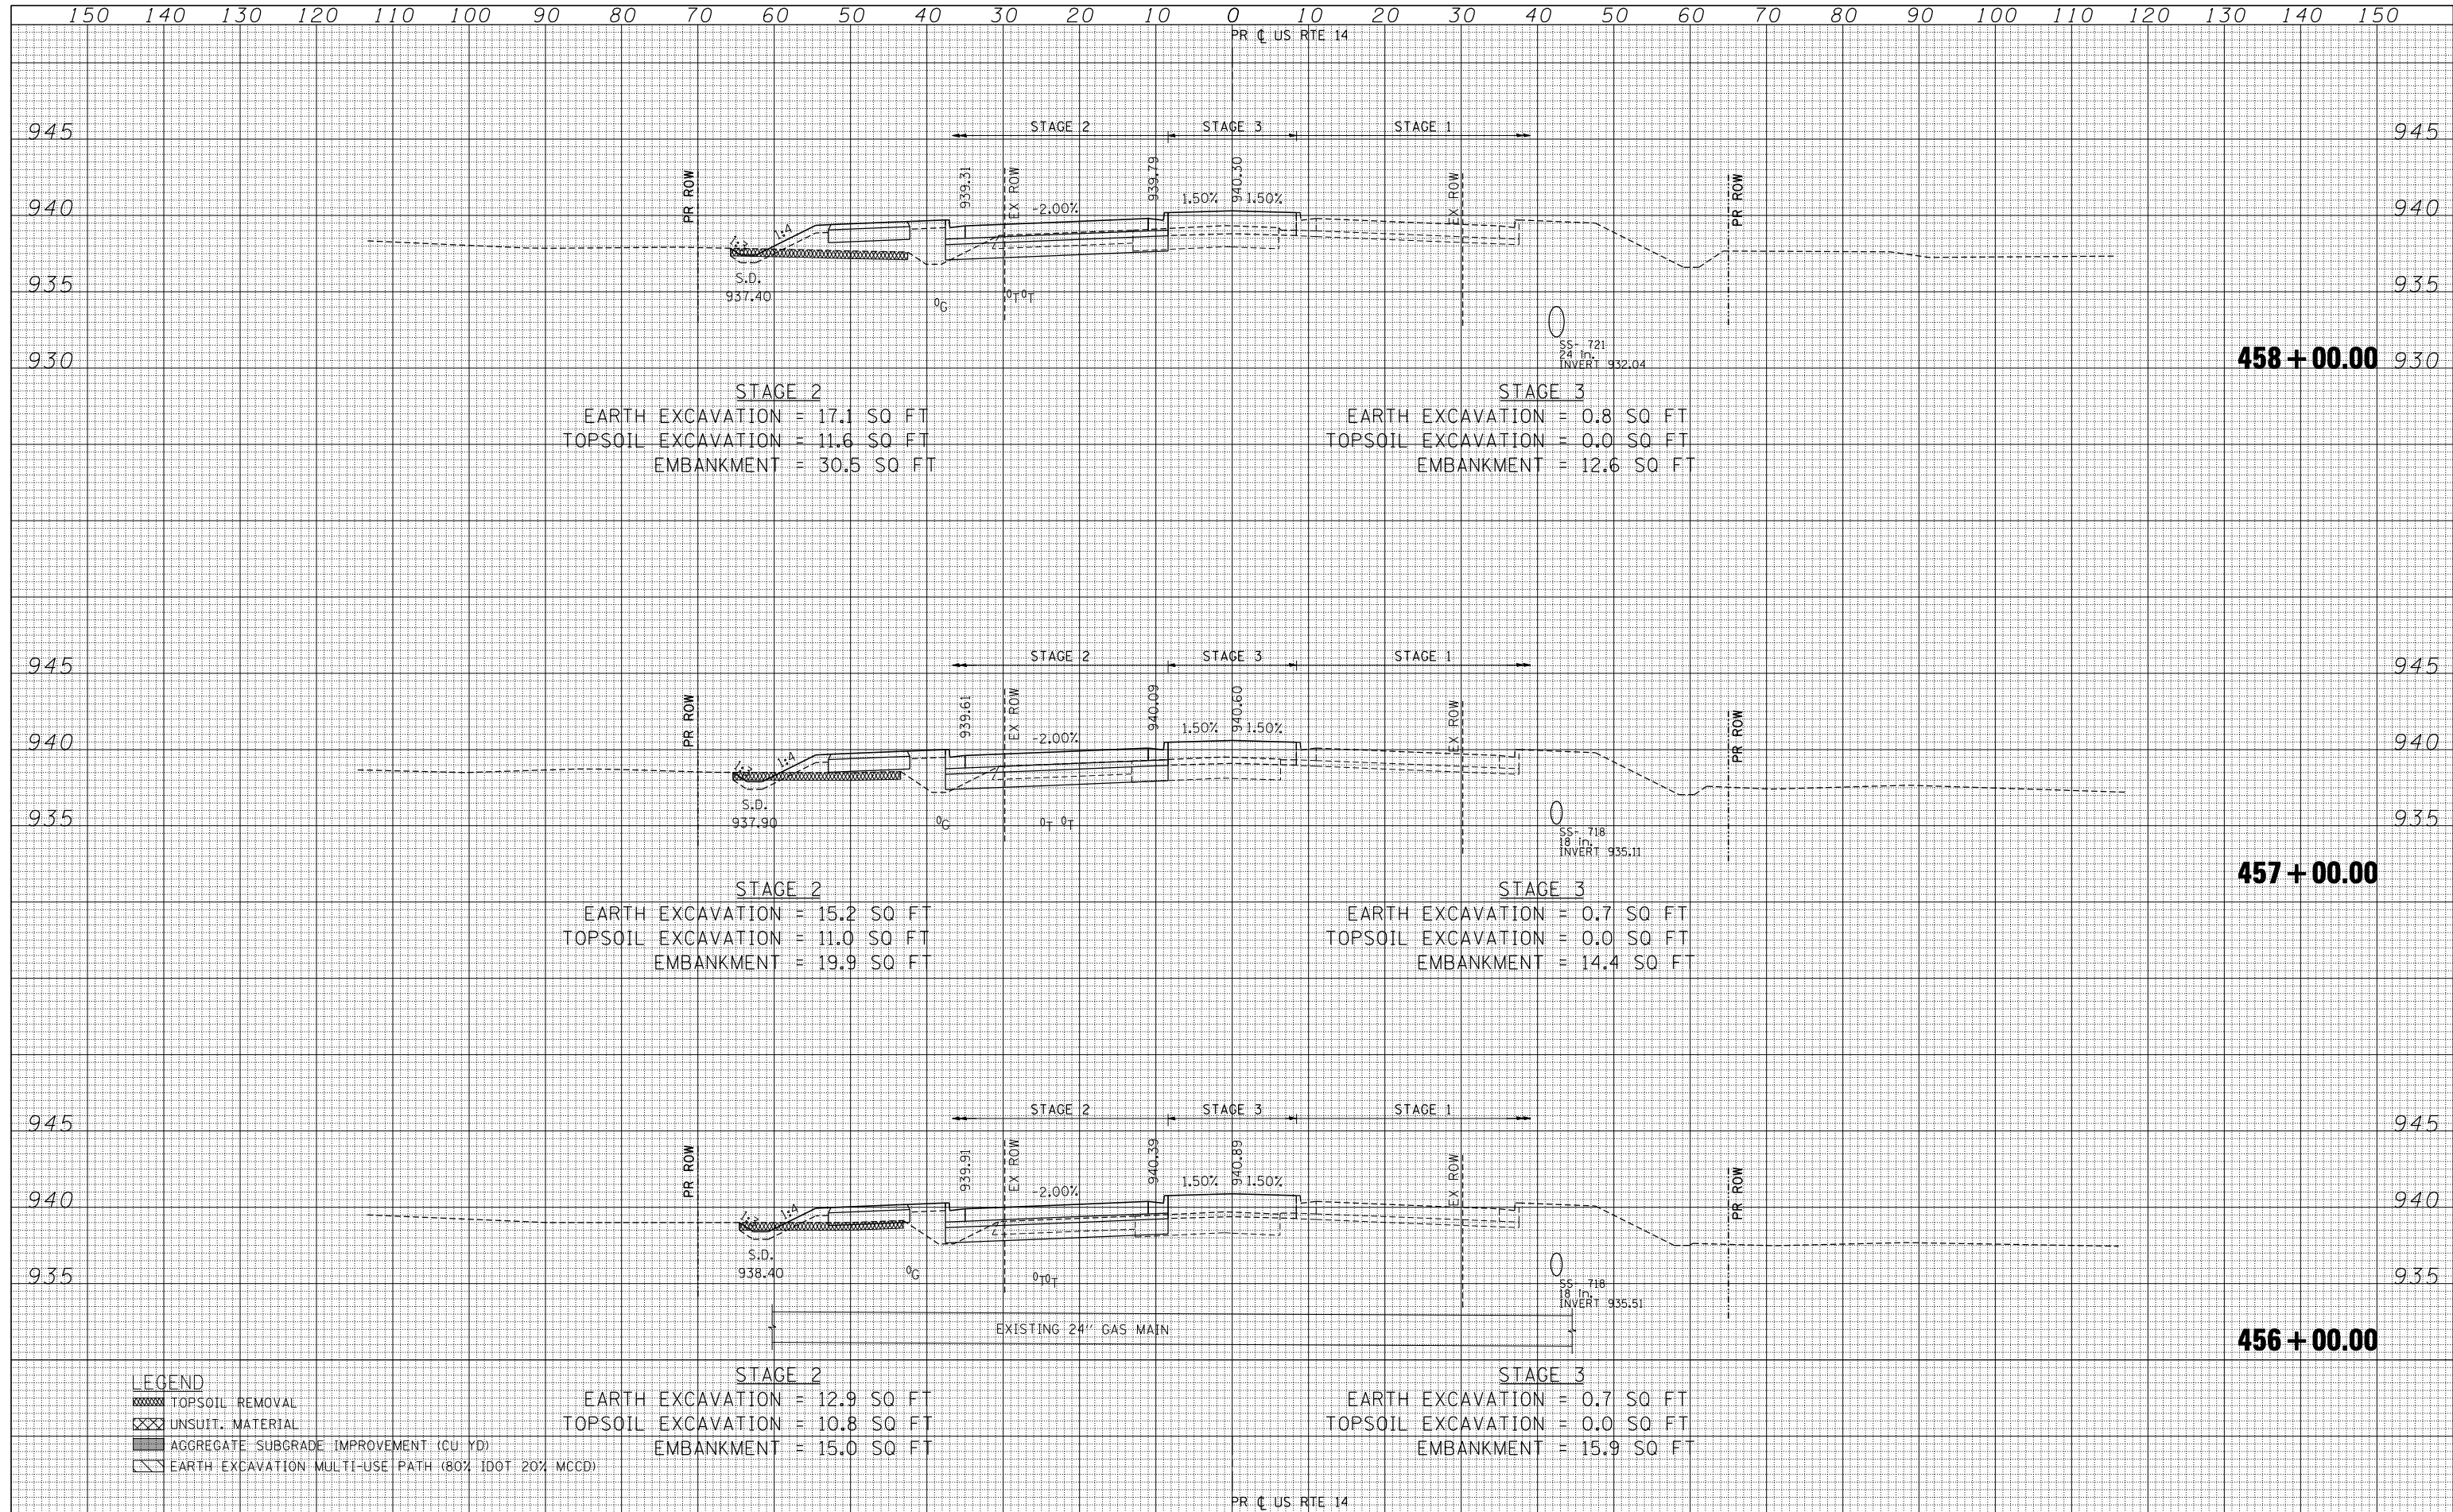 150 140 130 120 110 100 90 80 70 60 50 40 30 20 10 0 10 20 30 40 50 60 70 80 90 100 110 120 130 140 150
PR ℄ US RTE 14
945 945
STAGE 2 STAGE 3 STAGE 1
PR ROW
939.31
EX ROW
939.79
940.30
EX ROW
PR ROW
940 940
1:4
-2.00%
1.50% 1.50%
S.D.
937.40
935 935
0G
0T 0T
SS- 721
24 in.
INVERT 932.04
930 930
458+00.00
STAGE 2
EARTH EXCAVATION = 17.1 SQ FT
TOPSOIL EXCAVATION = 11.6 SQ FT
EMBANKMENT = 30.5 SQ FT
STAGE 3
EARTH EXCAVATION = 0.8 SQ FT
TOPSOIL EXCAVATION = 0.0 SQ FT
EMBANKMENT = 12.6 SQ FT
945 945
STAGE 2 STAGE 3 STAGE 1
PR ROW
939.61
EX ROW
940.09
940.60
EX ROW
PR ROW
940 940
1:4
-2.00%
1.50% 1.50%
S.D.
937.90
935 935
0G
0T 0T
SS- 718
18 in.
INVERT 935.11
457+00.00
STAGE 2
EARTH EXCAVATION = 15.2 SQ FT
TOPSOIL EXCAVATION = 11.0 SQ FT
EMBANKMENT = 19.9 SQ FT
STAGE 3
EARTH EXCAVATION = 0.7 SQ FT
TOPSOIL EXCAVATION = 0.0 SQ FT
EMBANKMENT = 14.4 SQ FT
945 945
STAGE 2 STAGE 3 STAGE 1
PR ROW
939.91
EX ROW
940.39
940.89
EX ROW
PR ROW
940 940
1:4
-2.00%
1.50% 1.50%
S.D.
938.40
935 935
0G
0T 0T
SS- 718
18 in.
INVERT 935.51
EXISTING 24'' GAS MAIN
456+00.00
STAGE 2
EARTH EXCAVATION = 12.9 SQ FT
TOPSOIL EXCAVATION = 10.8 SQ FT
EMBANKMENT = 15.0 SQ FT
STAGE 3
EARTH EXCAVATION = 0.7 SQ FT
TOPSOIL EXCAVATION = 0.0 SQ FT
EMBANKMENT = 15.9 SQ FT
LEGEND
TOPSOIL REMOVAL
UNSUIT. MATERIAL
AGGREGATE SUBGRADE IMPROVEMENT (CU YD)
EARTH EXCAVATION MULTI-USE PATH (80% IDOT 20% MCCD)
PR ℄ US RTE 14